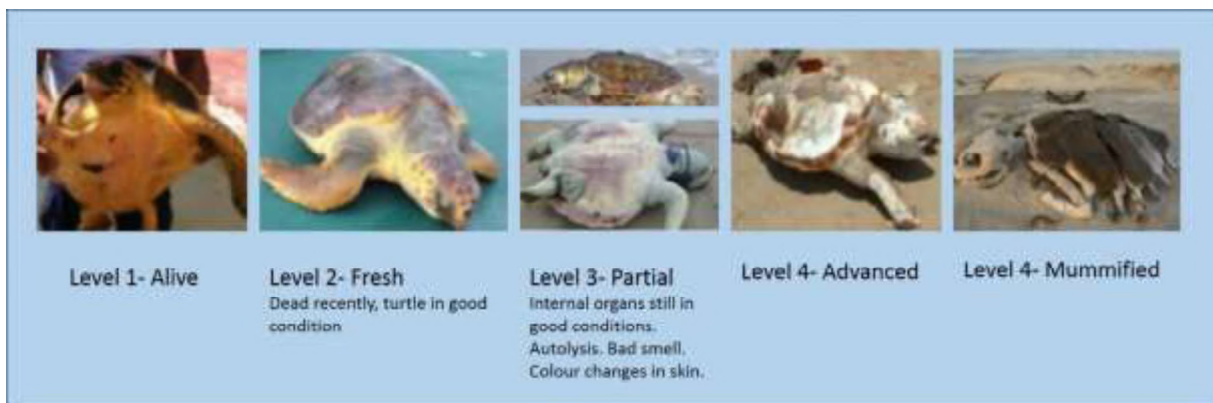 Level 1- Alive
Level 2- Fresh
Dead recently, turtle in good
condition
Level 3- Partial
Internal organs still in
good conditions.
Autolysis. Bad smell.
Colour changes in skin.
Level 4- Advanced
Level 4- Mummified